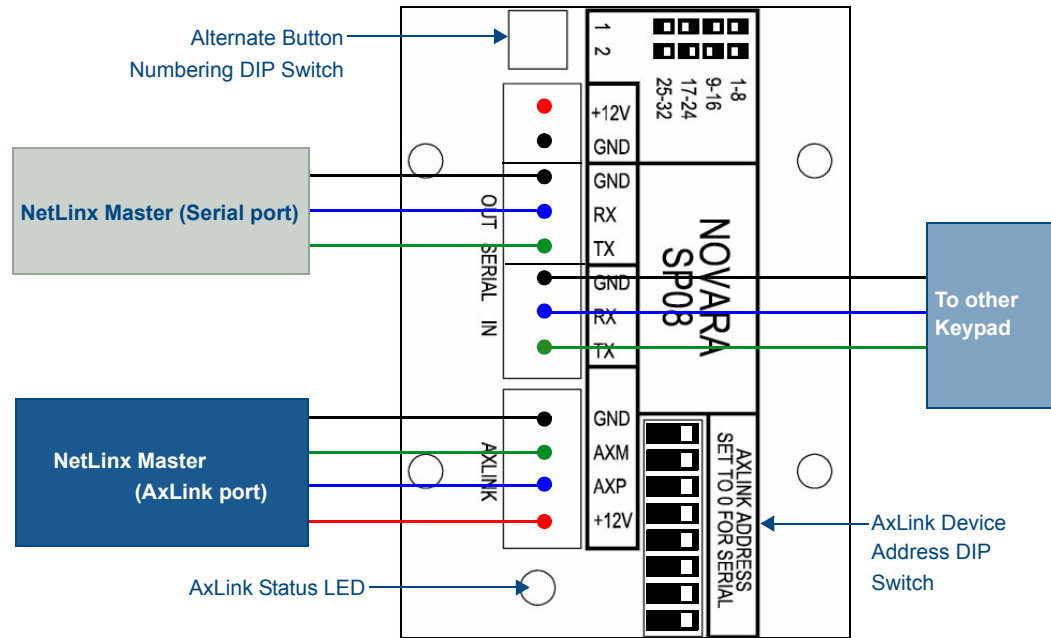 Alternate Button
Numbering DIP Switch
1
2
1-8
9-16
17-24
25-32
+12V
GND
GND
RX
TX
GND
RX
TX
OUT SERIAL IN
NOVARA
SP08
NetLinx Master (Serial port)
To other
Keypad
NetLinx Master
(AxLink port)
AXLINK
GND
AXM
AXP
+12V
AXLINK ADDRESS
SET TO 0 FOR SERIAL
AxLink Device
Address DIP
Switch
AxLink Status LED